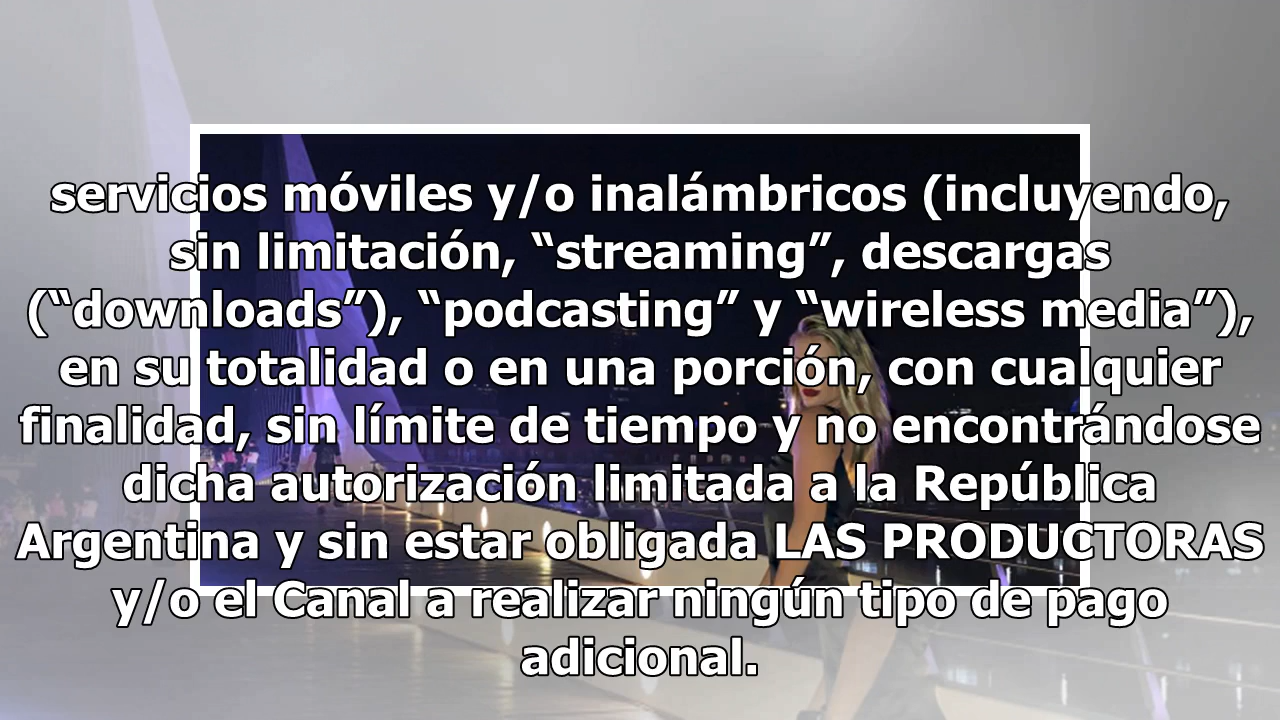 servicios móviles y/o inalámbricos (incluyendo,
sin limitación, “streaming”, descargas
(“downloads”), “podcasting” y “wireless media”),
en su totalidad o en una porción, con cualquier
finalidad, sin límite de tiempo y no encontrándose
dicha autorización limitada a la República
Argentina y sin estar obligada LAS PRODUCTORAS
y/o el Canal a realizar ningún tipo de pago
adicional.